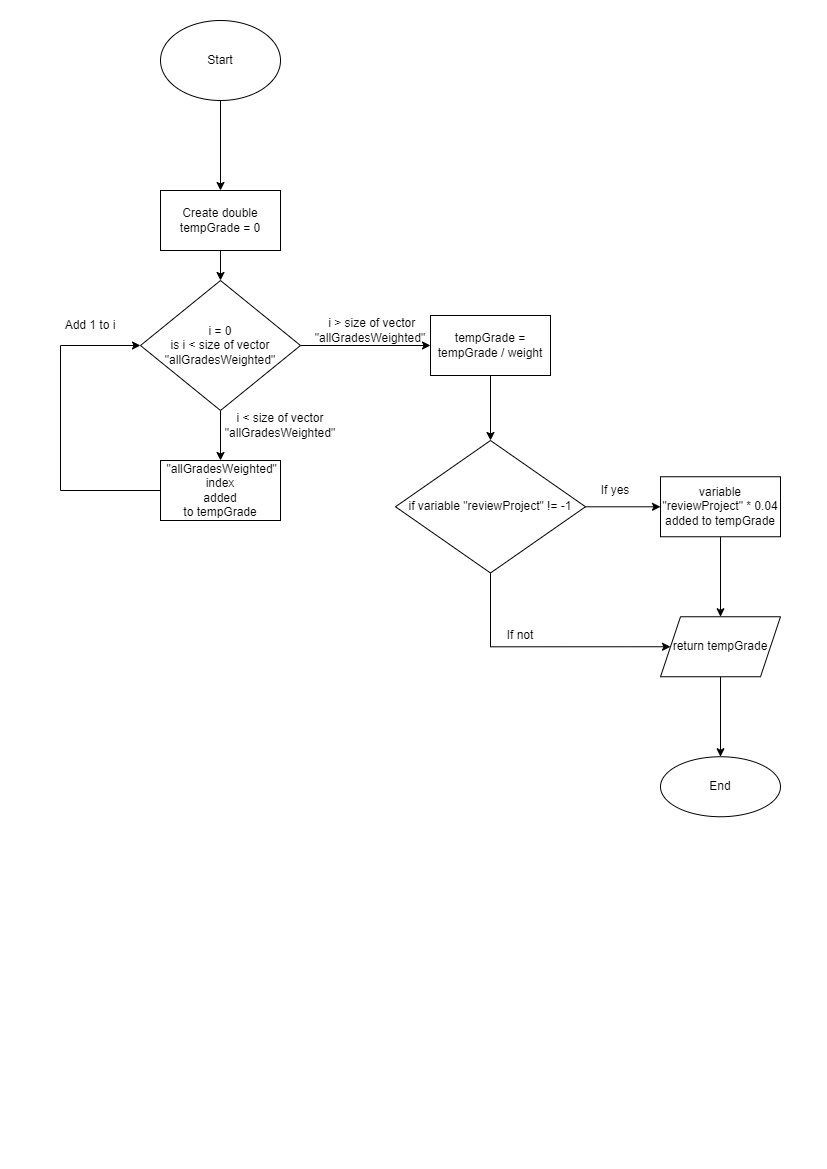 Start
Create double
tempGrade = 0
Add 1 to i
i = 0
is i < size of vector
"allGradesWeighted"
i > size of vector
"allGradesWeighted"
tempGrade =
tempGrade / weight
i < size of vector
"allGradesWeighted"
"allGradesWeighted"
index
added
to tempGrade
if variable "reviewProject" != -1
If yes
variable
"reviewProject" * 0.04
added to tempGrade
If not
return tempGrade
End